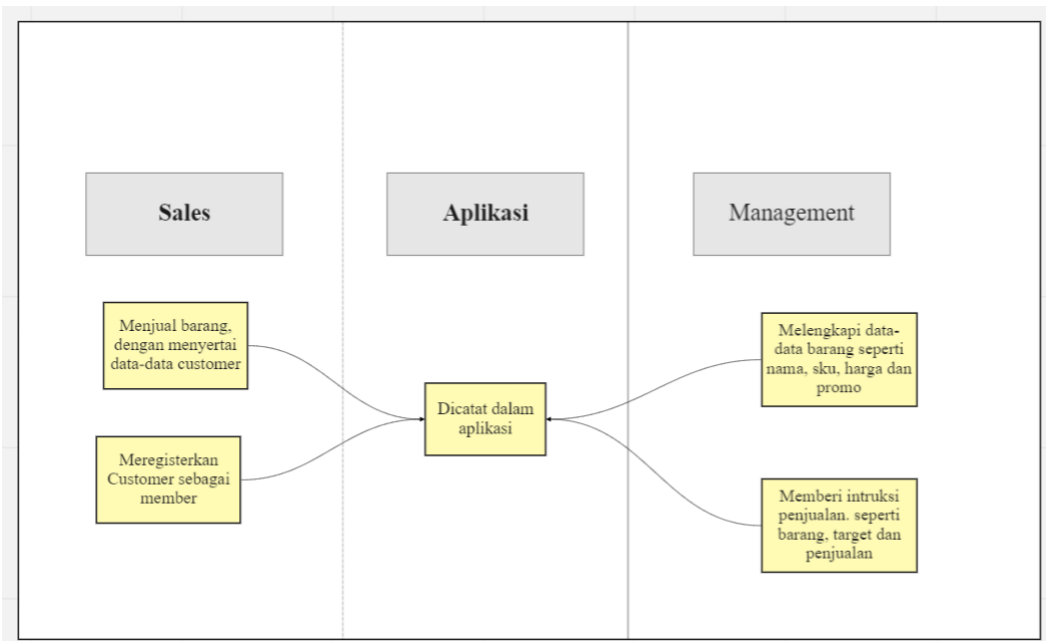 Sales
Aplikasi
Management
Menjual barang,
dengan menyertai
data-data customer
Meregisterkan
Customer sebagai
member
Dicatat dalam
aplikasi
Melengkapi data-
data barang seperti
nama, sku, harga dan
promo
Memberi intruksi
penjualan. seperti
barang, target dan
penjualan